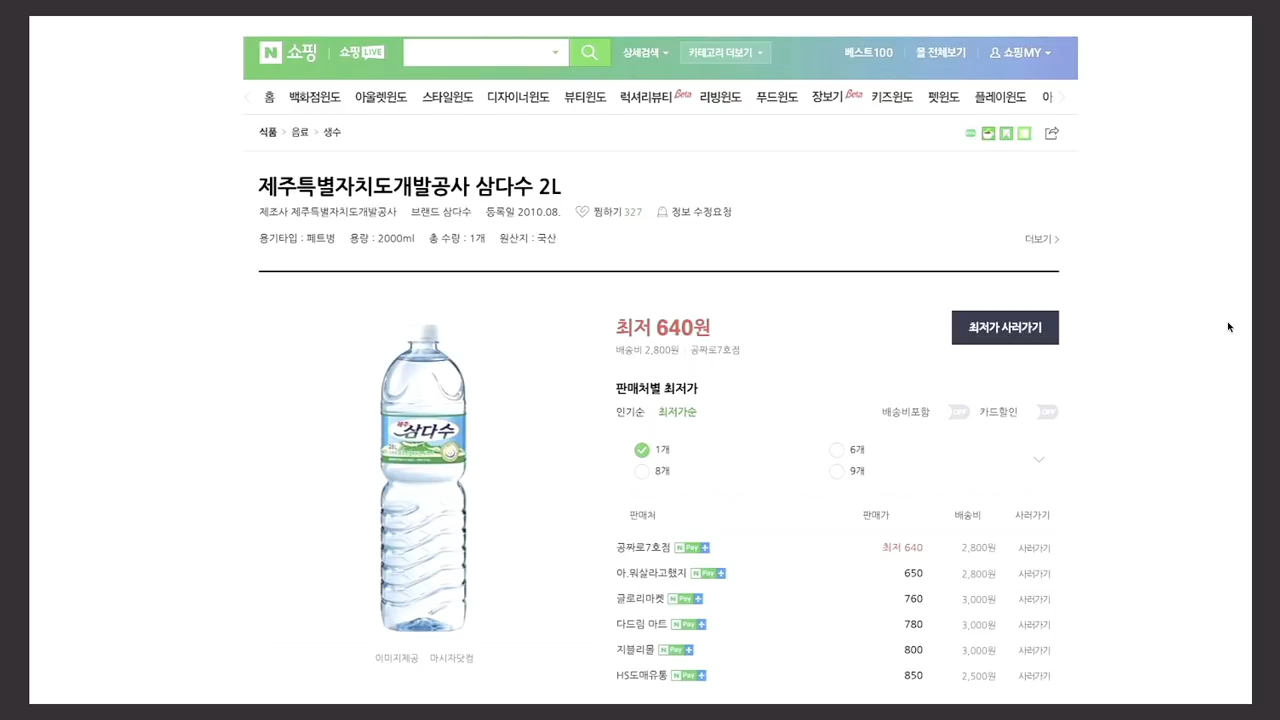 N 쇼핑 쇼핑LIVE 상세검색 카테고리 더보기 베스트100 몰 전체보기 쇼핑MY
홈 백화점윈도 아울렛윈도 스타일윈도 디자이너윈도 뷰티윈도 럭셔리뷰티 Beta 리빙윈도 푸드윈도 장보기 Beta 키즈윈도 펫윈도 플레이윈도 아
식품 > 음료 > 생수
제주특별자치도개발공사 삼다수 2L
제조사 제주특별자치도개발공사 브랜드 삼다수 등록일 2010.08. 찜하기 327 정보 수정요청
용기타입 : 페트병 용량 : 2000ml 총 수량 : 1개 원산지 : 국산 더보기 >
최저 640원 최저가 사러가기
배송비 2,800원 공짜로7호점
판매처별 최저가
인기순 최저가순 배송비포함 OFF 카드할인 OFF
1개 6개
8개 9개
판매처 판매가 배송비 사러가기
공짜로7호점 N Pay + 최저 640 2,800원 사러가기
아.뭐살라고했지 N Pay + 650 2,800원 사러가기
글로리마켓 N Pay + 760 3,000원 사러가기
다드림 마트 N Pay + 780 3,000원 사러가기
지블리몰 N Pay + 800 3,000원 사러가기
HS도매유통 N Pay + 850 2,500원 사러가기
제주
삼다수
이미지제공 마시자닷컴